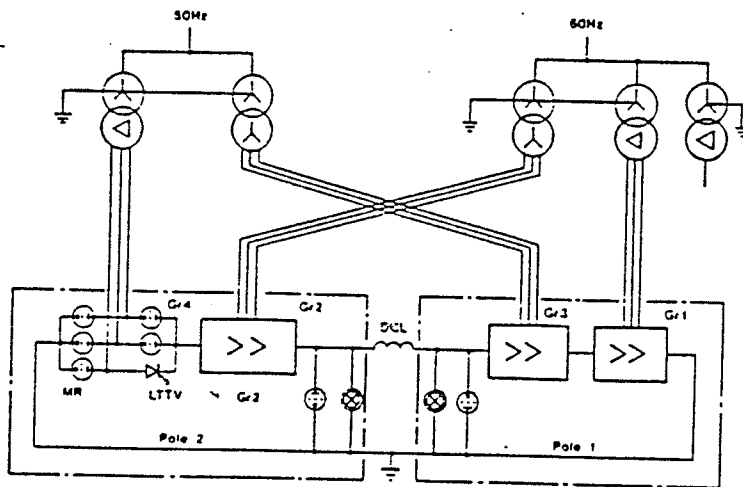 50Hz
60Hz
Gr4
Gr2
DCL
Gr3
Gr1
MR
LTTV
Gr2
Pole 2
Pole 1